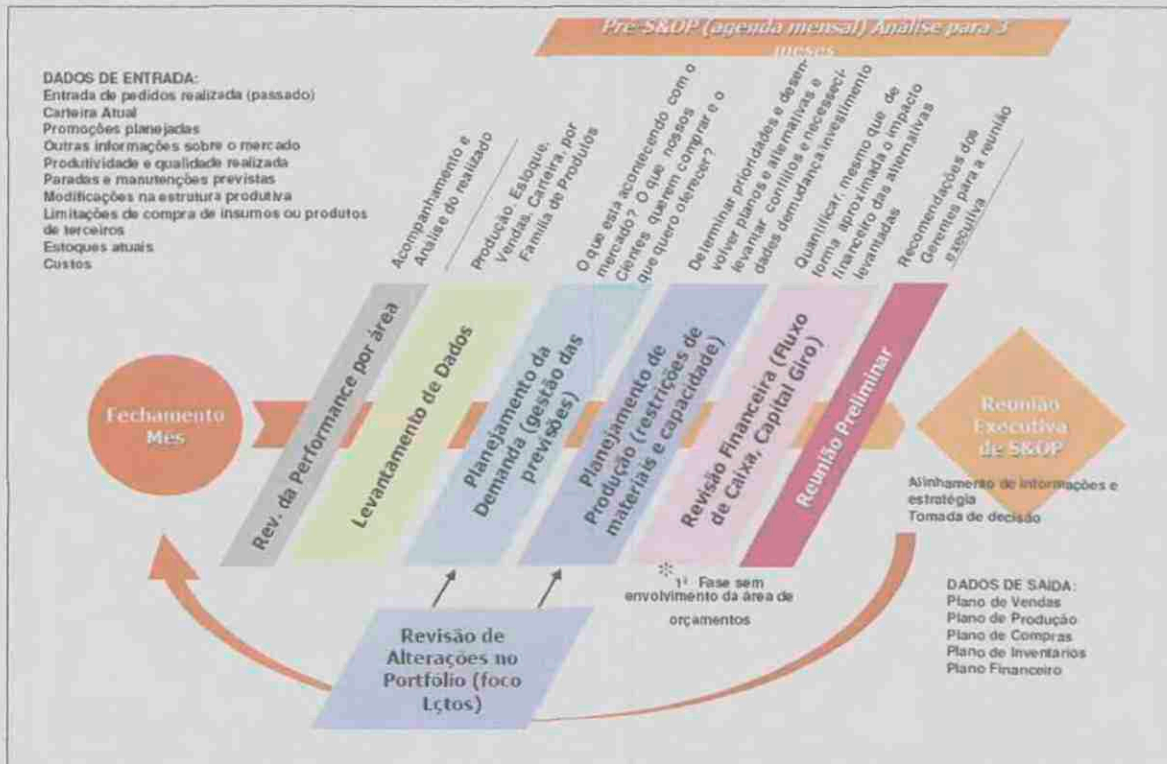 Pré-S&OP (agenda mensal) Análise para 3
meses
DADOS DE ENTRADA:
Entrada de pedidos realizada (passado)
Carteira Atual
Promoções planejadas
Outras informações sobre o mercado
Produtividade e qualidade realizada
Paradas e manutenções previstas
Modificações na estrutura produtiva
Limitações de compra de insumos ou produtos
de terceiros
Estoques atuais
Custos
Acompanhamento e
Análise do realizado
Produção, Estoque,
Vendas, Carteira, por
Família de Produtos
O que está acontecendo com o
mercado? O que nossos
Cientes querem comprar e o
que quero oferecer?
Determinar prioridades e desen-
volver planos e alternativas e
levantar conflitos e necesseci-
dades demudança/investimento
Quantificar, mesmo que de
forma aproximada o impacto
financeiro das alternativas
levantadas
Recomendações dos
Gerentes para a reunião
executiva
Fechamento
Mês
Rev. da Performance por área
Levantamento de Dados
Planejamento da
Demanda (gestão das
previsões)
Planejamento de
Produção (restrições de
materiais e capacidade)
Revisão Financeira (Fluxo
de Caixa, Capital Giro)
Reunião Preliminar
Reunião
Executiva
de S&OP
Alinhamento de informações e
estratégia
Tomada de decisão
* 1ª Fase sem
envolvimento da área de
orçamentos
Revisão de
Alterações no
Portfólio (foco
Lçtos)
DADOS DE SAÍDA:
Plano de Vendas
Plano de Produção
Plano de Compras
Plano de Inventários
Plano Financeiro